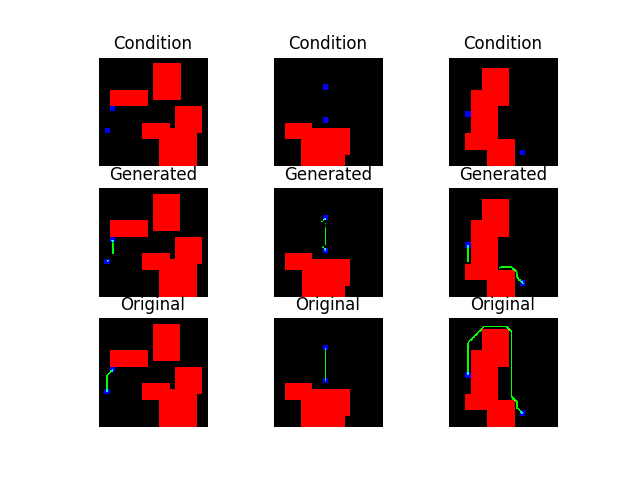 Condition
Condition
Condition
Generated
Generated
Generated
Original
Original
Original